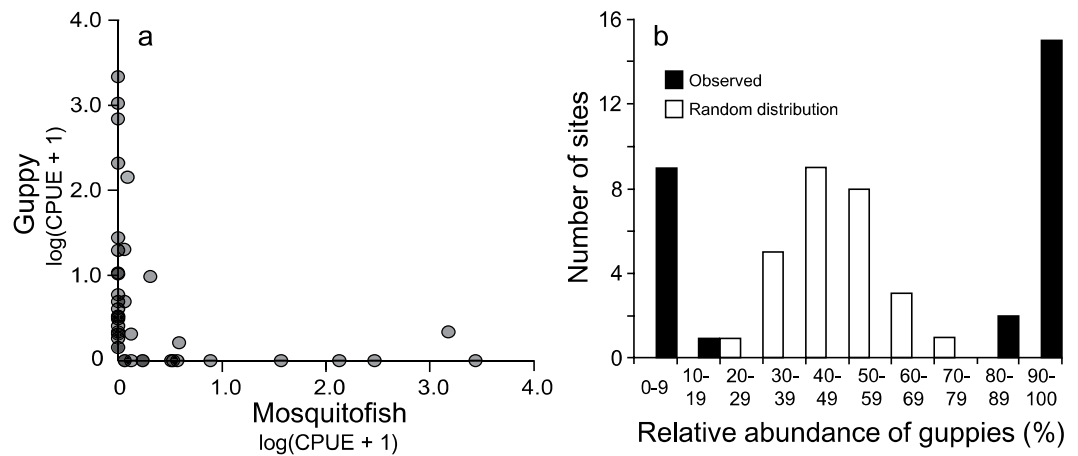 a
4.0
3.0
2.0
1.0
0
Guppy
log(CPUE + 1)
0 1.0 2.0 3.0 4.0
Mosquitofish
log(CPUE + 1)
b
Observed
Random distribution
16
12
8
4
0
Number of sites
0–9 10- 20- 30- 40- 50- 60- 70- 80- 90-
19 29 39 49 59 69 79 89 100
Relative abundance of guppies (%)